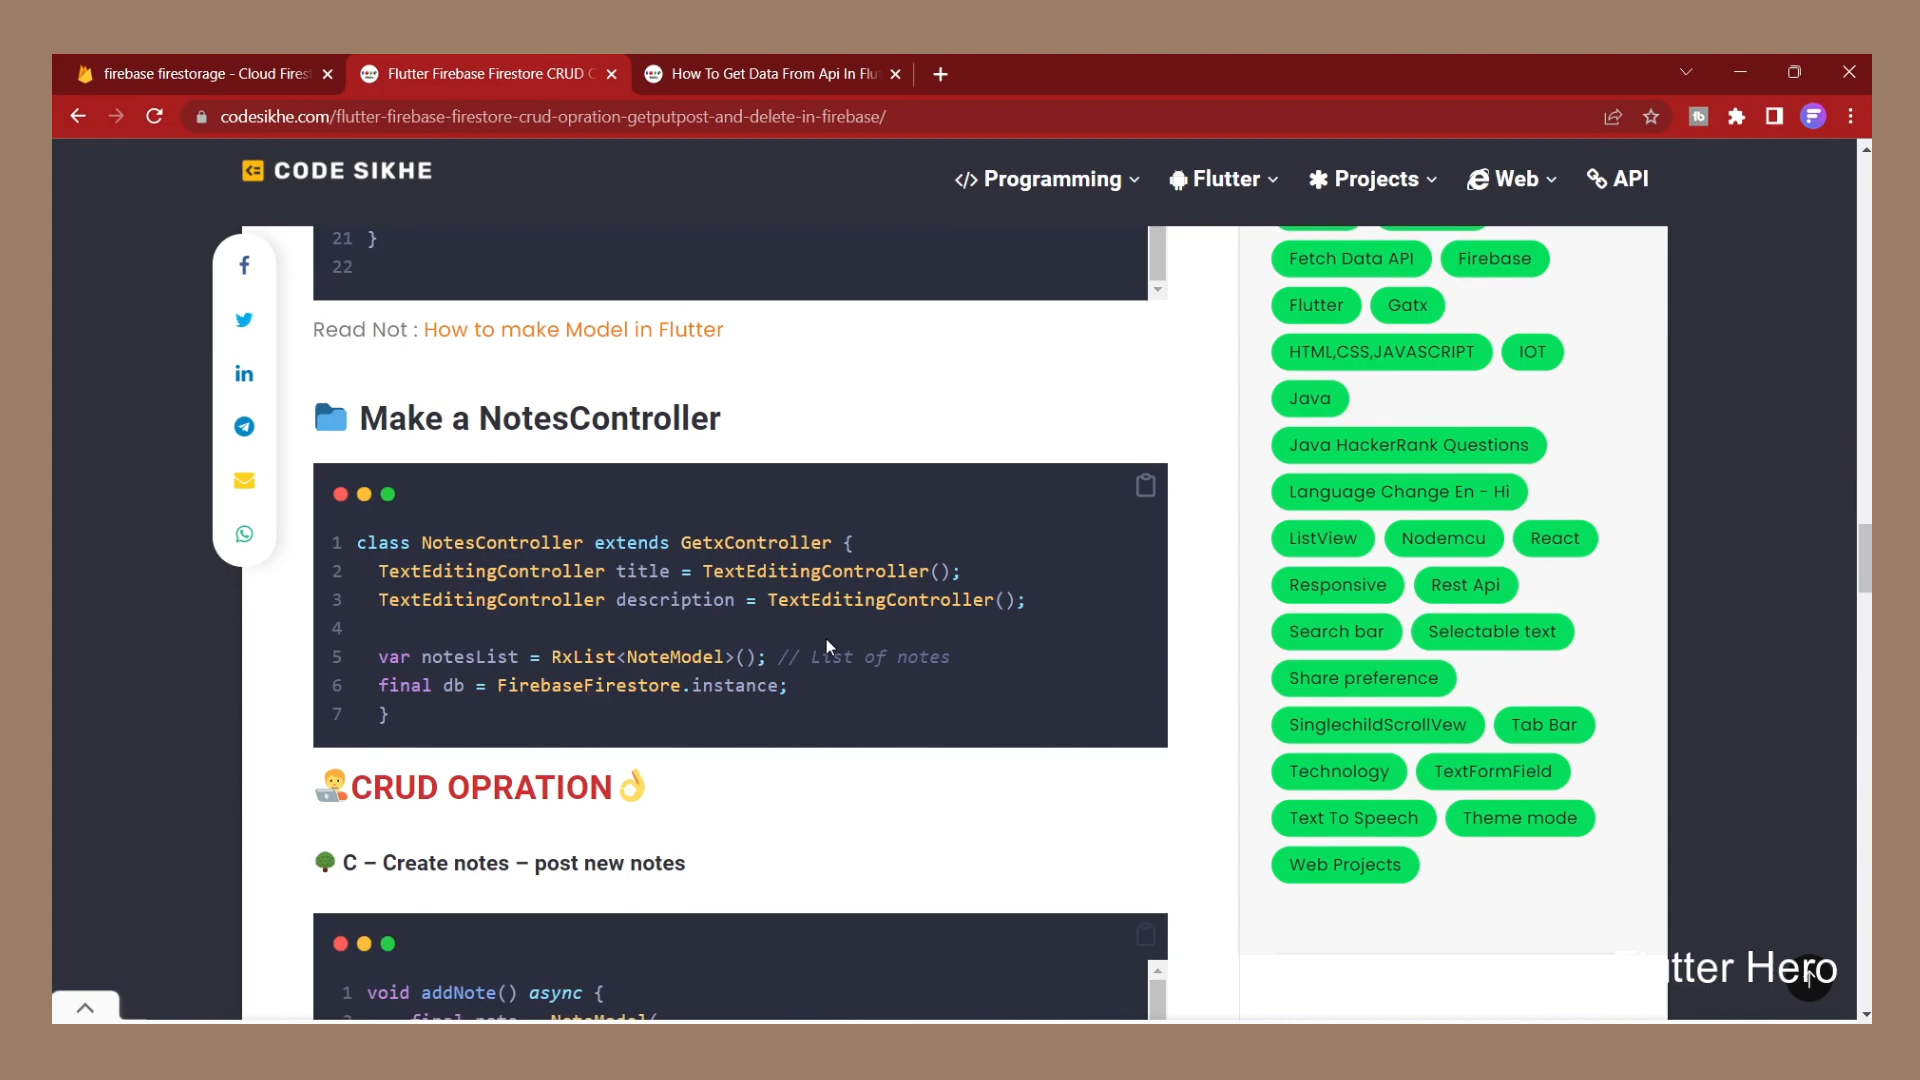 firebase firestorage - Cloud Fires
Flutter Firebase Firestore CRUD
How To Get Data From Api In Flu
codesikhe.com/flutter-firebase-firestore-crud-opration-getputpost-and-delete-in-firebase/
CODE SIKHE
</> Programming
Flutter
Projects
Web
API
21 }
22
Read Not : How to make Model in Flutter
Make a NotesController
1 class NotesController extends GetxController {
2 TextEditingController title = TextEditingController();
3 TextEditingController description = TextEditingController();
4
5 var notesList = RxList<NoteModel>(); // List of notes
6 final db = FirebaseFirestore.instance;
7 }
CRUD OPRATION
C – Create notes – post new notes
1 void addNote() async {
Fetch Data API
Firebase
Flutter
Gatx
HTML,CSS,JAVASCRIPT
IOT
Java
Java HackerRank Questions
Language Change En - Hi
ListView
Nodemcu
React
Responsive
Rest Api
Search bar
Selectable text
Share preference
SinglechildScrollVew
Tab Bar
Technology
TextFormField
Text To Speech
Theme mode
Web Projects
tter Hero